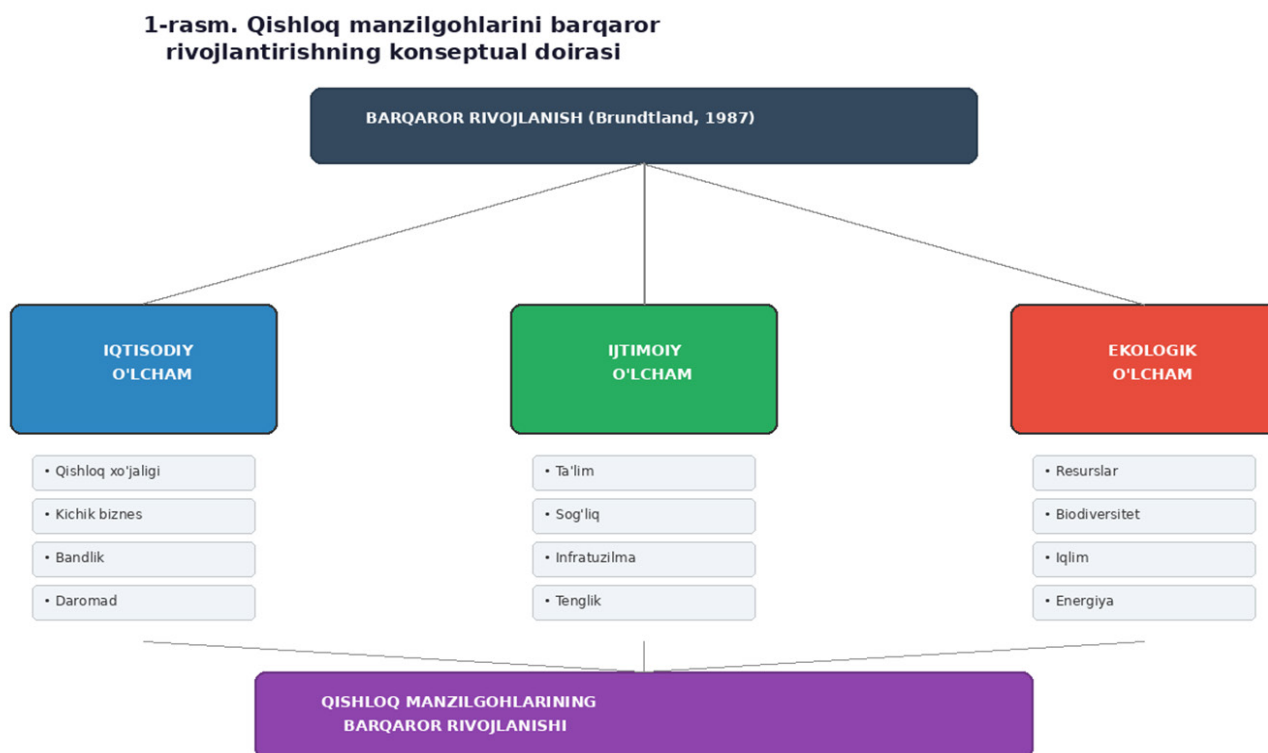 1-rasm. Qishloq manzilgohlarini barqaror
rivojlantirishning konseptual doirasi
BARQAROR RIVOJLANISH (Brundtland, 1987)
IQTISODIY
O'LCHAM
• Qishloq xo'jaligi
• Kichik biznes
• Bandlik
• Daromad
IJTIMOIY
O'LCHAM
• Ta'lim
• Sog'liq
• Infratuzilma
• Tenglik
EKOLOGIK
O'LCHAM
• Resurslar
• Biodiversitet
• Iqlim
• Energiya
QISHLOQ MANZILGOHLARINING
BARQAROR RIVOJLANISHI